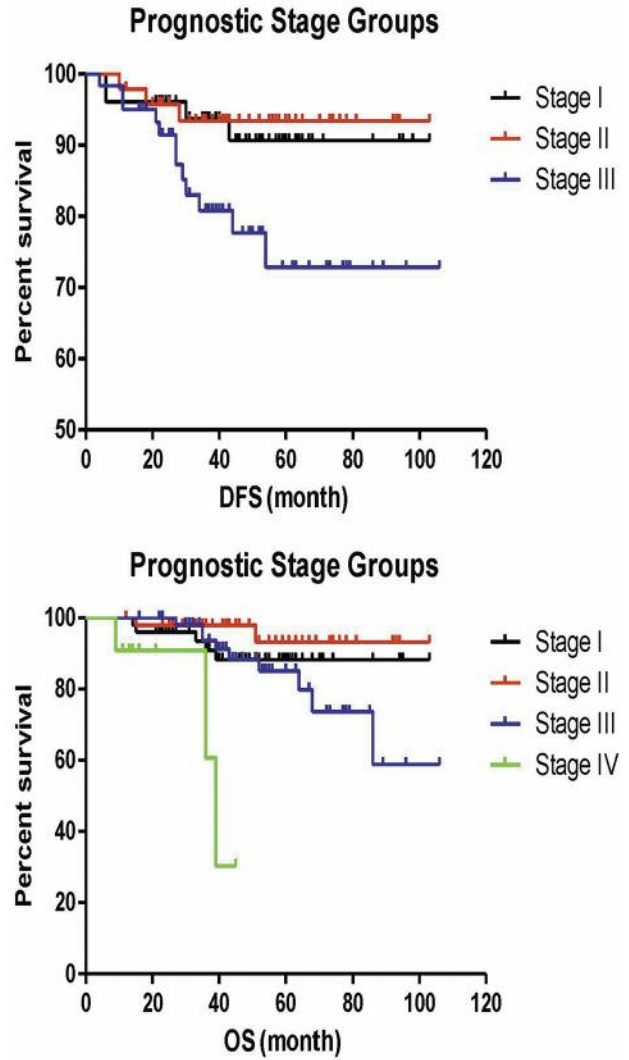 Prognostic Stage Groups
100
90
80
70
60
50
Percent survival
0 20 40 60 80 100 120
DFS (month)
Stage I
Stage II
Stage III
Prognostic Stage Groups
100
80
60
40
20
0
Percent survival
0 20 40 60 80 100 120
OS (month)
Stage I
Stage II
Stage III
Stage IV